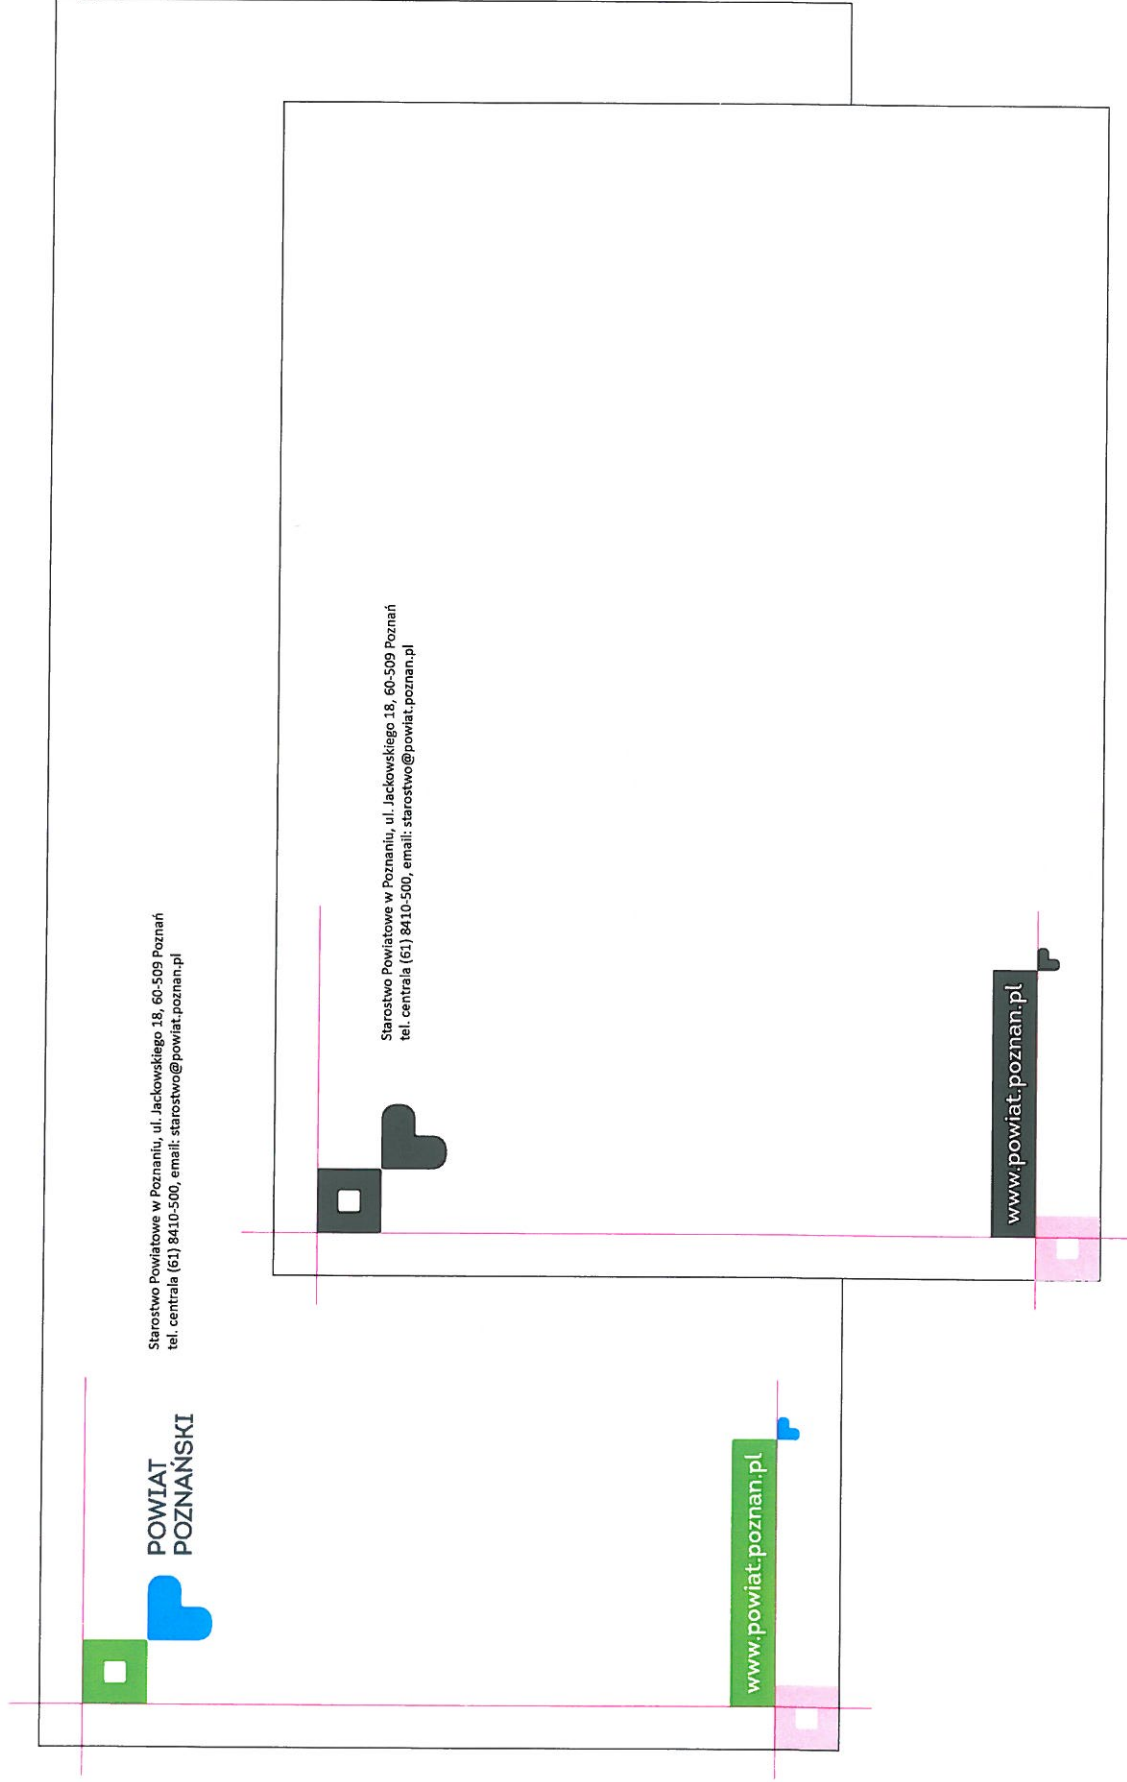 POWIAT
POZNAŃSKI
Starostwo Powiatowe w Poznaniu, ul. Jackowskiego 18, 60-509 Poznań
tel. centrala (61) 8410-500, email: starostwo@powiat.poznan.pl
www.powiat.poznan.pl
Starostwo Powiatowe w Poznaniu, ul. Jackowskiego 18, 60-509 Poznań
tel. centrala (61) 8410-500, email: starostwo@powiat.poznan.pl
www.powiat.poznan.pl